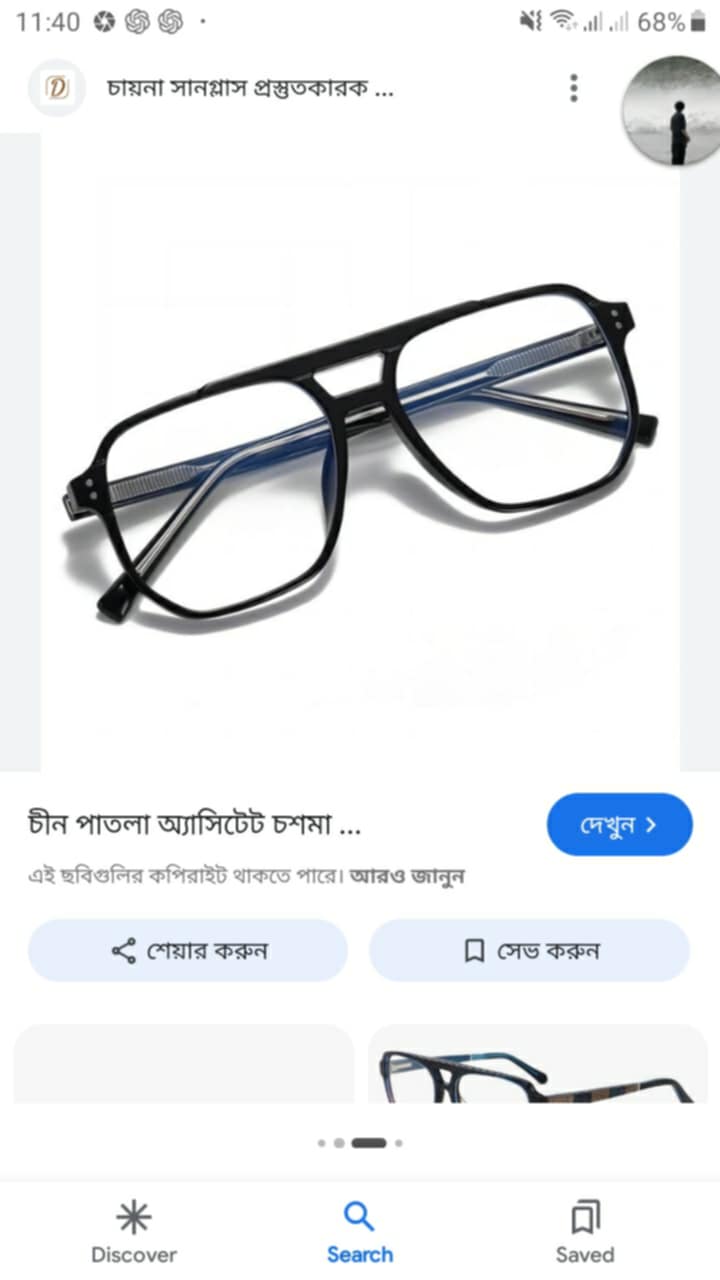 11:40
68%
D
চায়না সানগ্লাস প্রস্তুতকারক ...
চীন পাতলা অ্যাসিটেট চশমা ...
দেখুন
এই ছবিগুলির কপিরাইট থাকতে পারে। আরও জানুন
শেয়ার করুন
সেভ করুন
Discover
Search
Saved